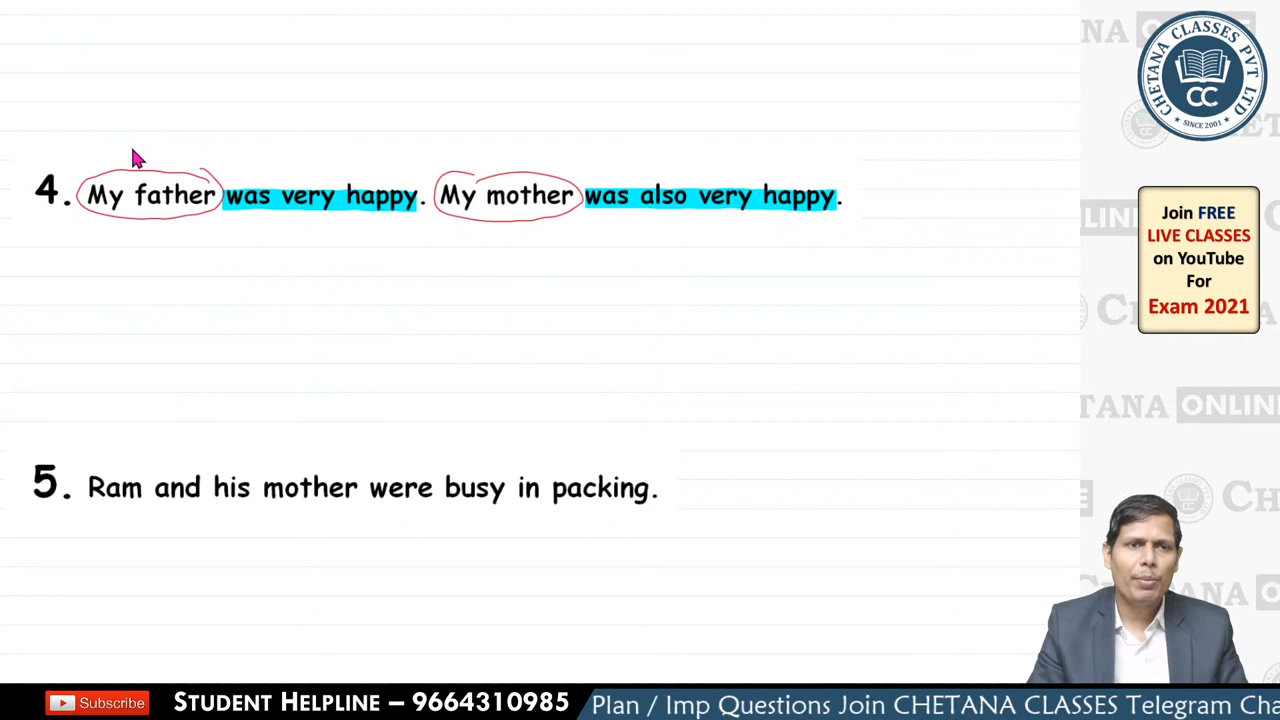 4. My father was very happy. My mother was also very happy.
5. Ram and his mother were busy in packing.
CHETANA CLASSES PVT LTD
CC
SINCE 2001
Join FREE
LIVE CLASSES
on YouTube
For
Exam 2021
TANA ONLINE
Subscribe
STUDENT HELPLINE – 9664310985
Plan / Imp Questions Join CHETANA CLASSES Telegram Cha